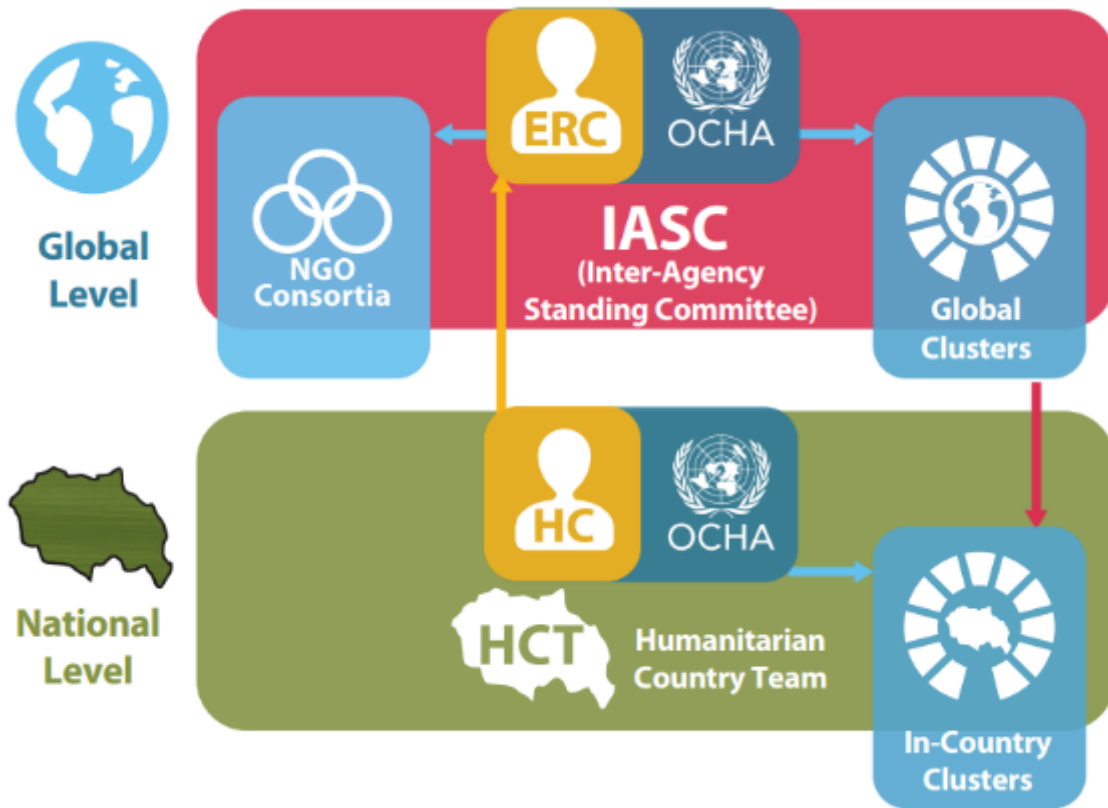 ERC
OCHA
Global
Level
NGO
Consortia
IASC
(Inter-Agency
Standing Committee)
Global
Clusters
HC
OCHA
National
Level
HCT
Humanitarian
Country Team
In-Country
Clusters